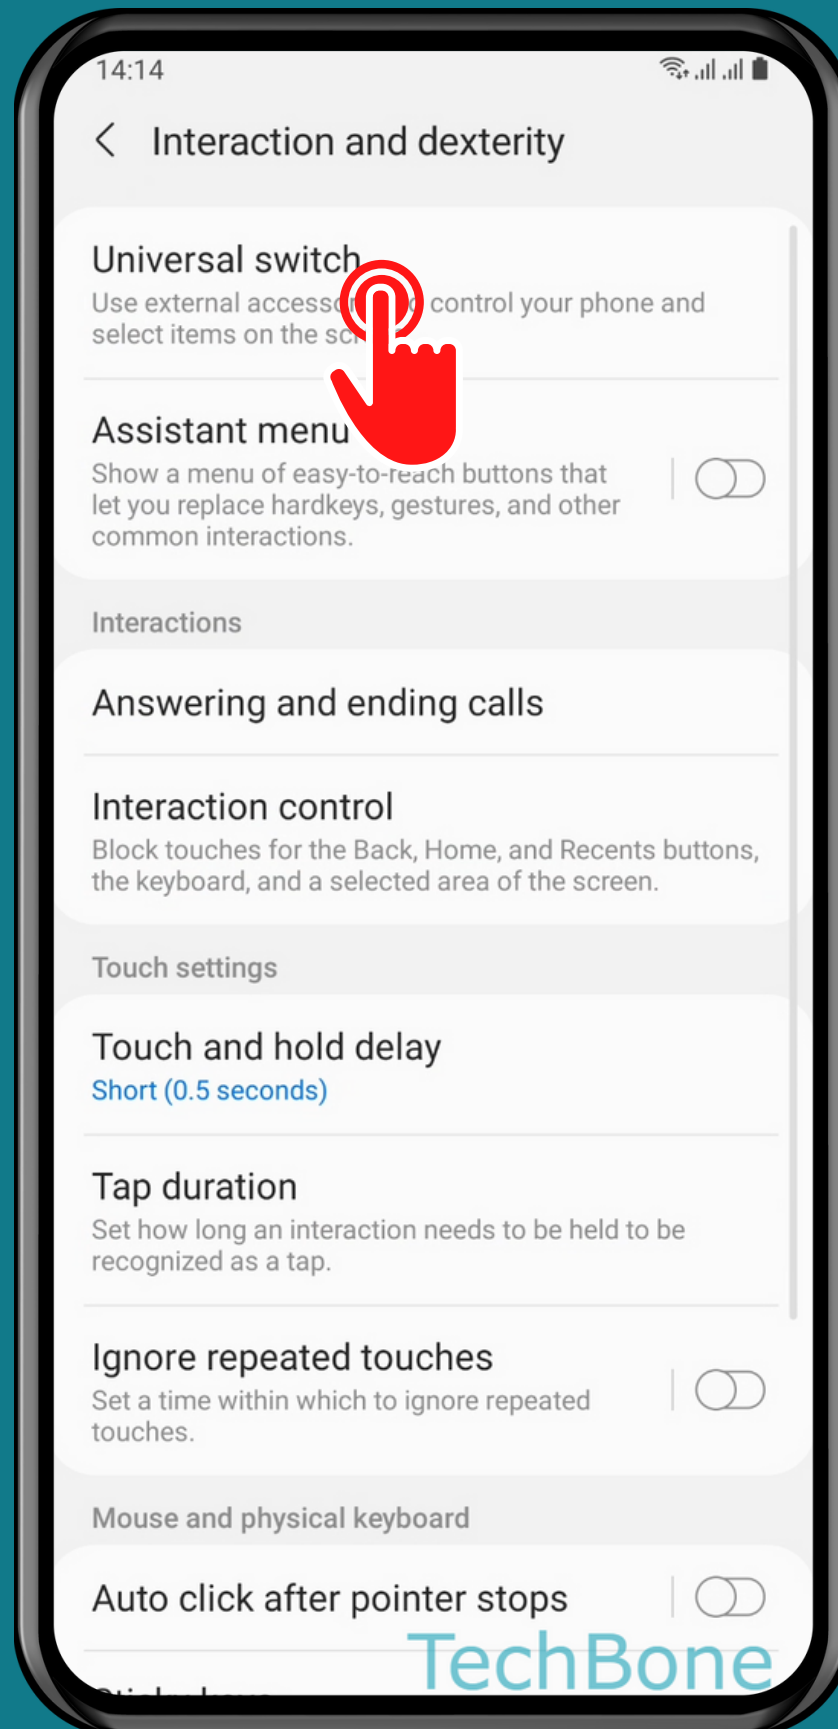 14:14
Interaction and dexterity
Universal switch
Use external control your phone and
select items on the
Assistant menu
Show a menu of easy-to-reach buttons that
let you replace hardkeys, gestures, and other
common interactions.
Interactions
Answering and ending calls
Interaction control
Block touches for the Back, Home, and Recents buttons,
the keyboard, and a selected area of the screen.
Touch settings
Touch and hold delay
Short (0.5 seconds)
Tap duration
Set how long an interaction needs to be held to be
recognized as a tap.
Ignore repeated touches
Set a time within which to ignore repeated
touches.
Mouse and physical keyboard
Auto click after pointer stops
TechBone